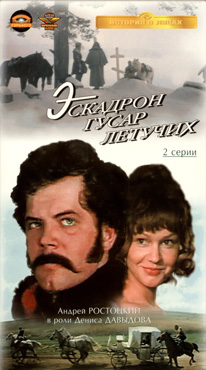 ИСТОРИЯ В ЛИЦАХ
ЭСКАДРОН
ГУСАР
ЛЕТУЧИХ
2 серии
Андрей РОСТОЦКИЙ
в роли Дениса ДАВЫДОВА